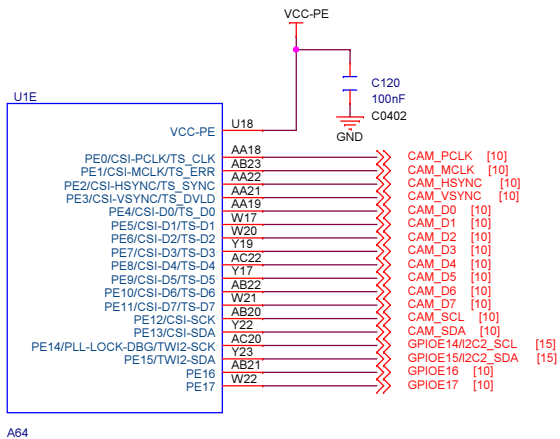 VCC-PE
C120
100nF
C0402
GND
U1E
VCC-PE U18
PE0/CSI-PCLK/TS_CLK AA18 CAM_PCLK [10]
PE1/CSI-MCLK/TS_ERR AB23 CAM_MCLK [10]
PE2/CSI-HSYNC/TS_SYNC AA22 CAM_HSYNC [10]
PE3/CSI-VSYNC/TS_DVLD AA21 CAM_VSYNC [10]
PE4/CSI-D0/TS_D0 AA19 CAM_D0 [10]
PE5/CSI-D1/TS-D1 W17 CAM_D1 [10]
PE6/CSI-D2/TS-D2 W20 CAM_D2 [10]
PE7/CSI-D3/TS-D3 Y19 CAM_D3 [10]
PE8/CSI-D4/TS-D4 AC22 CAM_D4 [10]
PE9/CSI-D5/TS-D5 Y17 CAM_D5 [10]
PE10/CSI-D6/TS-D6 AB22 CAM_D6 [10]
PE11/CSI-D7/TS-D7 W21 CAM_D7 [10]
PE12/CSI-SCK AB20 CAM_SCL [10]
PE13/CSI-SDA Y22 CAM_SDA [10]
PE14/PLL-LOCK-DBG/TWI2-SCK AC20 GPIOE14/I2C2_SCL [15]
PE15/TWI2-SDA Y23 GPIOE15/I2C2_SDA [15]
PE16 AB21 GPIOE16 [10]
PE17 W22 GPIOE17 [10]
A64